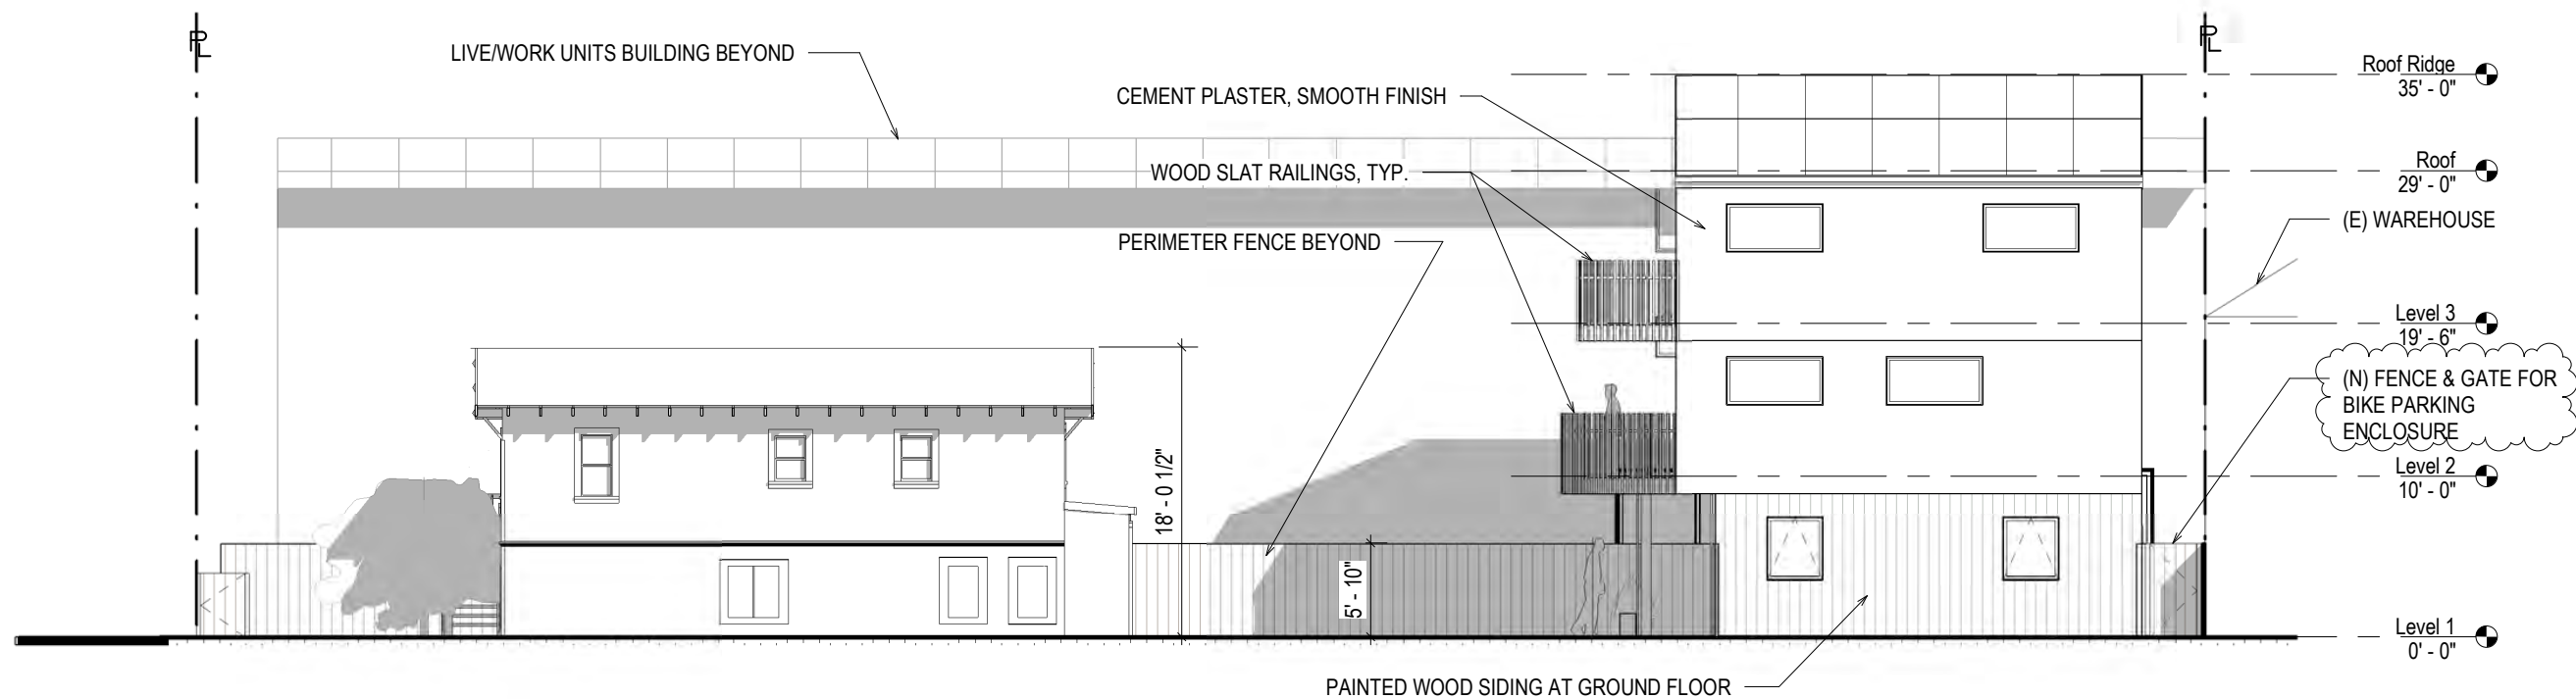 PL
PL
LIVE/WORK UNITS BUILDING BEYOND
CEMENT PLASTER, SMOOTH FINISH
WOOD SLAT RAILINGS, TYP.
PERIMETER FENCE BEYOND
Roof Ridge
35' - 0"
Roof
29' - 0"
(E) WAREHOUSE
Level 3
19' - 6"
(N) FENCE & GATE FOR
BIKE PARKING
ENCLOSURE
Level 2
10' - 0"
18' - 0 1/2"
5' - 10"
Level 1
0' - 0"
PAINTED WOOD SIDING AT GROUND FLOOR